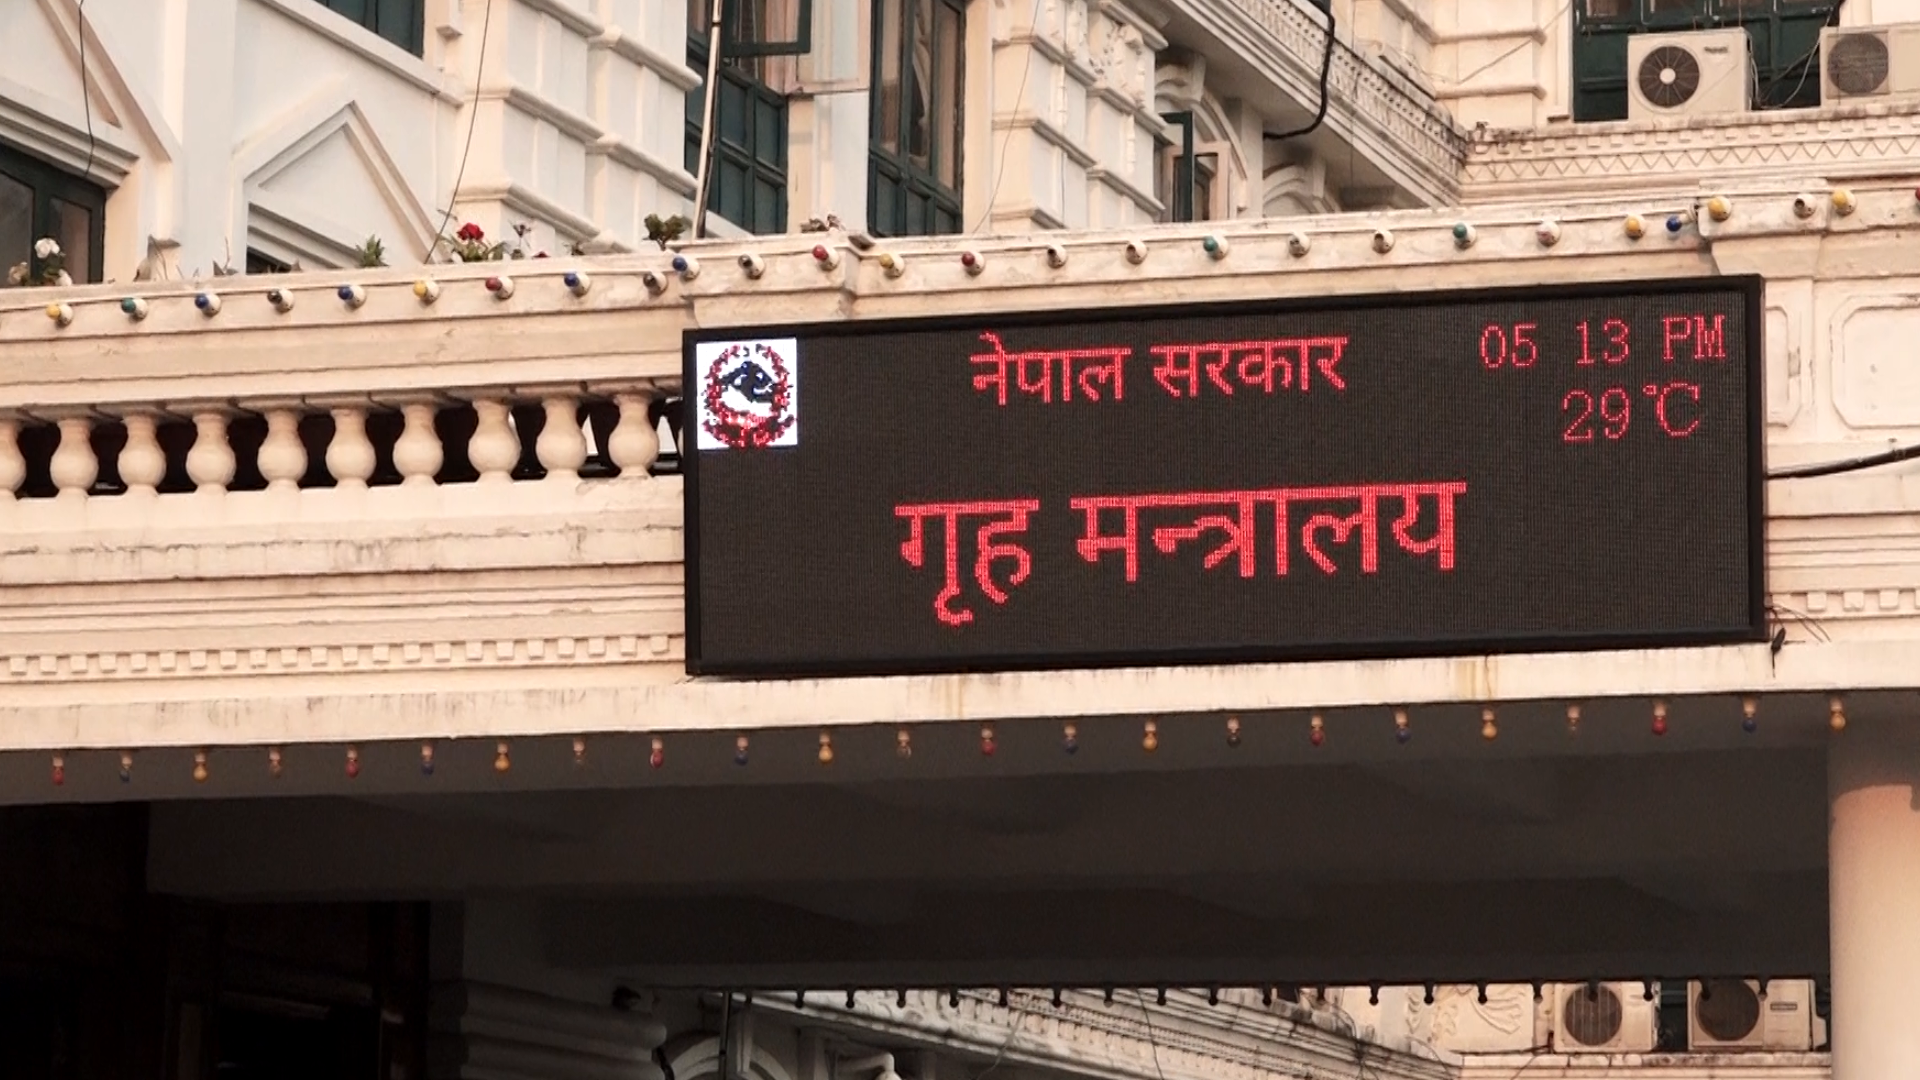 नेपाल सरकार
05 13 PM
29°C
गृह मन्त्रालय